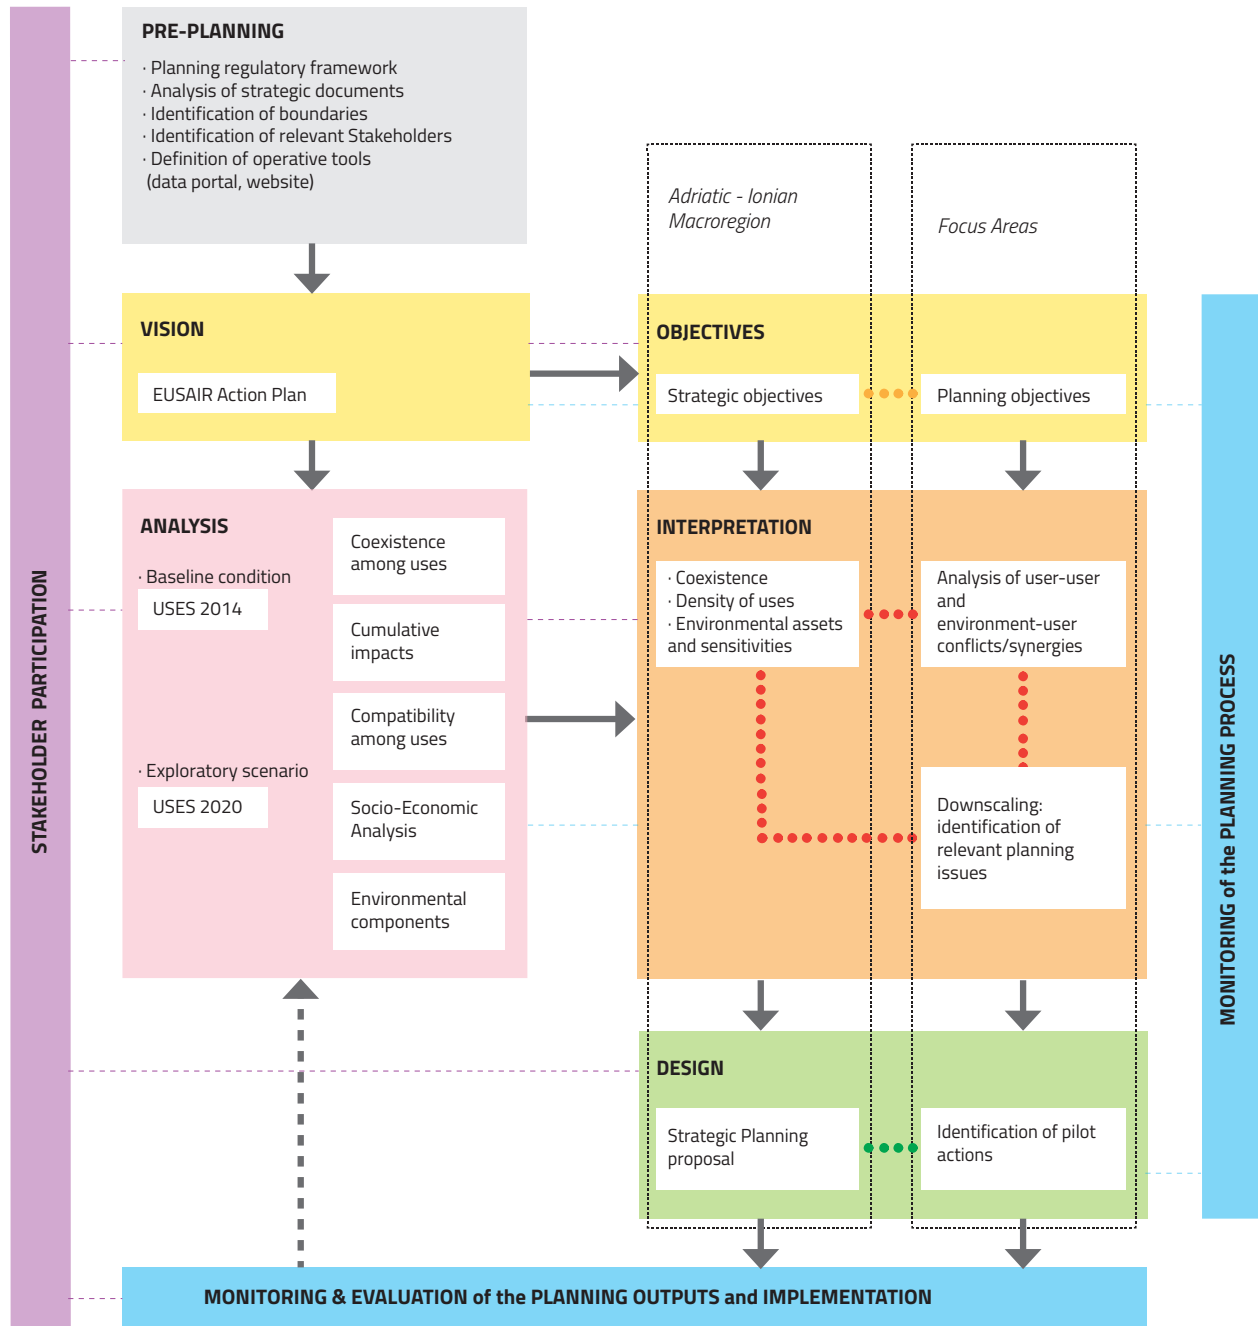 PRE-PLANNING
· Planning regulatory framework
· Analysis of strategic documents
· Identification of boundaries
· Identification of relevant Stakeholders
· Definition of operative tools
(data portal, website)
Adriatic - Ionian
Macroregion
Focus Areas
VISION
EUSAIR Action Plan
OBJECTIVES
Strategic objectives
Planning objectives
ANALYSIS
· Baseline condition
USES 2014
· Exploratory scenario
USES 2020
Coexistence
among uses
Cumulative
impacts
Compatibility
among uses
Socio-Economic
Analysis
Environmental
components
INTERPRETATION
· Coexistence
· Density of uses
· Environmental assets
and sensitivities
Analysis of user-user
and
environment-user
conflicts/synergies
Downscaling:
identification of
relevant planning
issues
DESIGN
Strategic Planning
proposal
Identification of pilot
actions
MONITORING & EVALUATION of the PLANNING OUTPUTS and IMPLEMENTATION
STAKEHOLDER PARTICIPATION
MONITORING of the PLANNING PROCESS